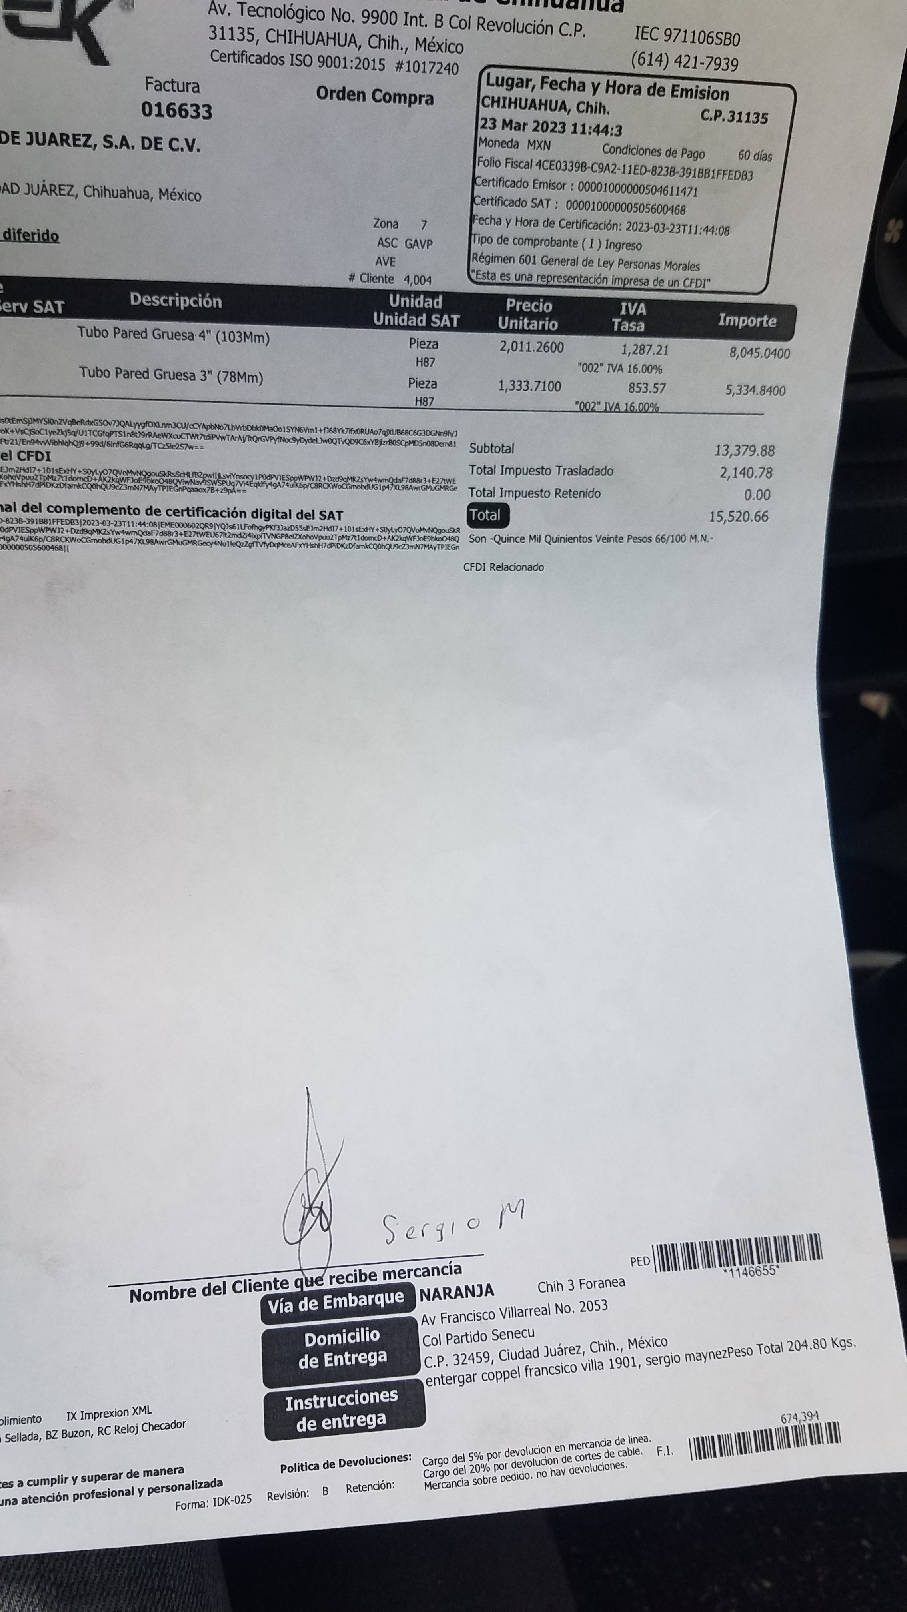 Av. Tecnológico No. 9900 Int. B Col Revolución C.P.
31135, CHIHUAHUA, Chih., México
Certificados ISO 9001:2015 #1017240
IEC 971106SB0
(614) 421-7939
Factura
016633
Orden Compra
Lugar, Fecha y Hora de Emision
CHIHUAHUA, Chih. C.P.31135
23 Mar 2023 11:44:3
Moneda MXN Condiciones de Pago 60 días
Folio Fiscal 4CE0339B-C9A2-11ED-823B-391BB1FFEDB3
Certificado Emisor : 00001000000504611471
Certificado SAT : 00001000000505600468
Fecha y Hora de Certificación: 2023-03-23T11:44:08
Tipo de comprobante ( I ) Ingreso
Régimen 601 General de Ley Personas Morales
"Esta es una representación impresa de un CFDI"
DE JUAREZ, S.A. DE C.V.
AD JUÁREZ, Chihuahua, México
diferido
Zona 7
ASC GAVP
AVE
# Cliente 4,004
Serv SAT Descripción Unidad Unidad SAT Precio Unitario IVA Tasa Importe
Tubo Pared Gruesa 4" (103Mm) Pieza 2,011.2600 1,287.21 8,045.0400
H87 "002" IVA 16.00%
Tubo Pared Gruesa 3" (78Mm) Pieza 1,333.7100 853.57 5,334.8400
H87 "002" IVA 16.00%
el CFDI
nal del complemento de certificación digital del SAT
Subtotal 13,379.88
Total Impuesto Trasladado 2,140.78
Total Impuesto Retenido 0.00
Total 15,520.66
Son -Quince Mil Quinientos Veinte Pesos 66/100 M.N.-
CFDI Relacionado
Sergio M
Nombre del Cliente que recibe mercancía
PED *1146655*
Vía de Embarque NARANJA Chih 3 Foranea
Domicilio de Entrega
Av Francisco Villarreal No. 2053
Col Partido Senecu
C.P. 32459, Ciudad Juárez, Chih., México
entergar coppel francsico villa 1901, sergio maynezPeso Total 204.80 Kgs.
Instrucciones de entrega
plimiento IX Imprexion XML
Sellada, BZ Buzon, RC Reloj Checador
674,394
F.I.
Politica de Devoluciones: Cargo del 5% por devolucion en mercancia de linea.
Cargo del 20% por devolucion de cortes de cable.
Mercancia sobre pedido, no hay devoluciones.
tes a cumplir y superar de manera
una atención profesional y personalizada
Forma: IDK-025 Revisión: B Retención: